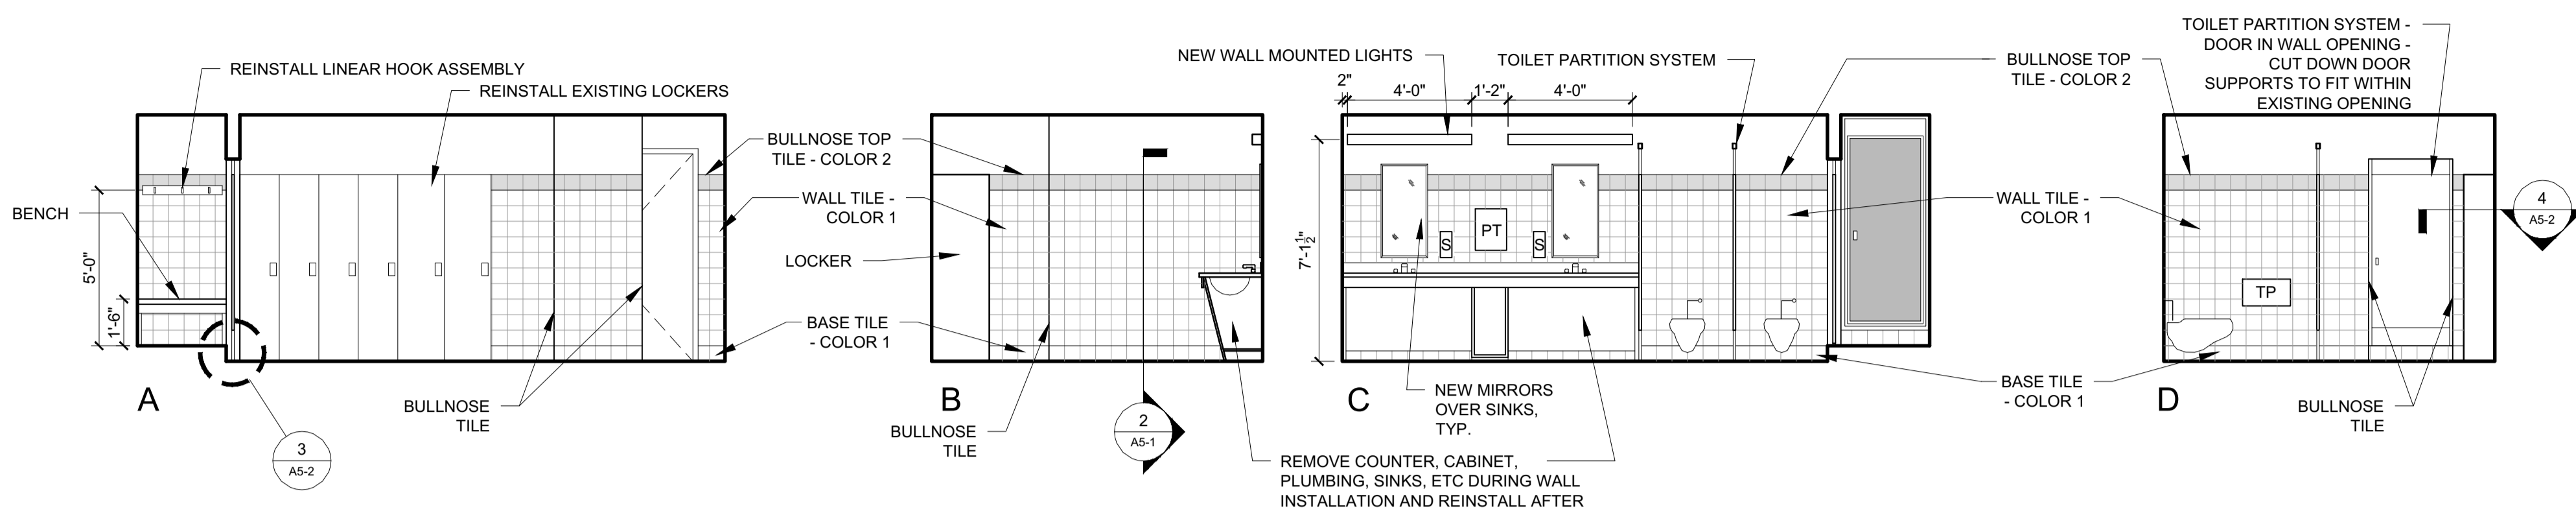 REINSTALL LINEAR HOOK ASSEMBLY
REINSTALL EXISTING LOCKERS
BENCH
5'-0"
1'-6"
A
3
A5-2
BULLNOSE
TILE
BULLNOSE TOP
TILE - COLOR 2
WALL TILE -
COLOR 1
LOCKER
BASE TILE
- COLOR 1
B
BULLNOSE
TILE
2
A5-1
NEW WALL MOUNTED LIGHTS
TOILET PARTITION SYSTEM
2"
4'-0"
1'-2"
4'-0"
7'-1 1/2"
S
PT
S
C
NEW MIRRORS
OVER SINKS,
TYP.
REMOVE COUNTER, CABINET,
PLUMBING, SINKS, ETC DURING WALL
INSTALLATION AND REINSTALL AFTER
BULLNOSE TOP
TILE - COLOR 2
WALL TILE -
COLOR 1
BASE TILE
- COLOR 1
TOILET PARTITION SYSTEM -
DOOR IN WALL OPENING -
CUT DOWN DOOR
SUPPORTS TO FIT WITHIN
EXISTING OPENING
TP
D
BULLNOSE
TILE
4
A5-2